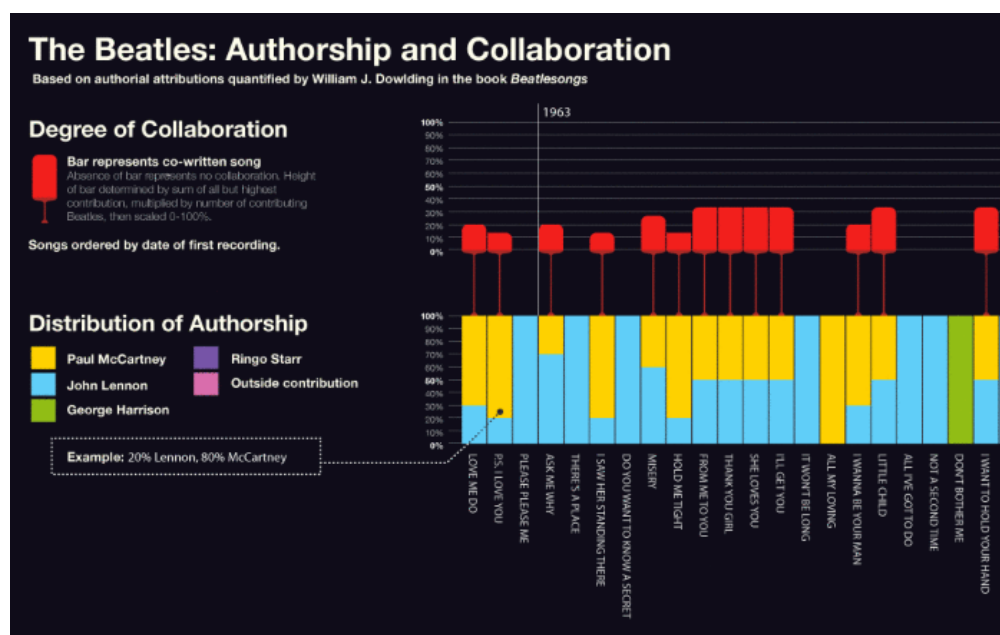 The Beatles: Authorship and Collaboration
Based on authorial attributions quantified by William J. Dowlding in the book Beatlesongs
Degree of Collaboration
Bar represents co-written song
Absence of bar represents no collaboration. Height
of bar determined by sum of all but highest
contribution, multiplied by number of contributing
Beatles, then scaled 0-100%.
Songs ordered by date of first recording.
1963
100%
90%
80%
70%
60%
50%
40%
30%
20%
10%
0%
Distribution of Authorship
Paul McCartney
John Lennon
George Harrison
Ringo Starr
Outside contribution
Example: 20% Lennon, 80% McCartney
100%
90%
80%
70%
60%
50%
40%
30%
20%
10%
0%
LOVE ME DO
P.S. I LOVE YOU
PLEASE PLEASE ME
ASK ME WHY
THERE'S A PLACE
I SAW HER STANDING THERE
DO YOU WANT TO KNOW A SECRET
MISERY
HOLD ME TIGHT
FROM ME TO YOU
THANK YOU GIRL
SHE LOVES YOU
I'LL GET YOU
IT WON'T BE LONG
ALL MY LOVING
I WANNA BE YOUR MAN
LITTLE CHILD
ALL I'VE GOT TO DO
NOT A SECOND TIME
DON'T BOTHER ME
I WANT TO HOLD YOUR HAND